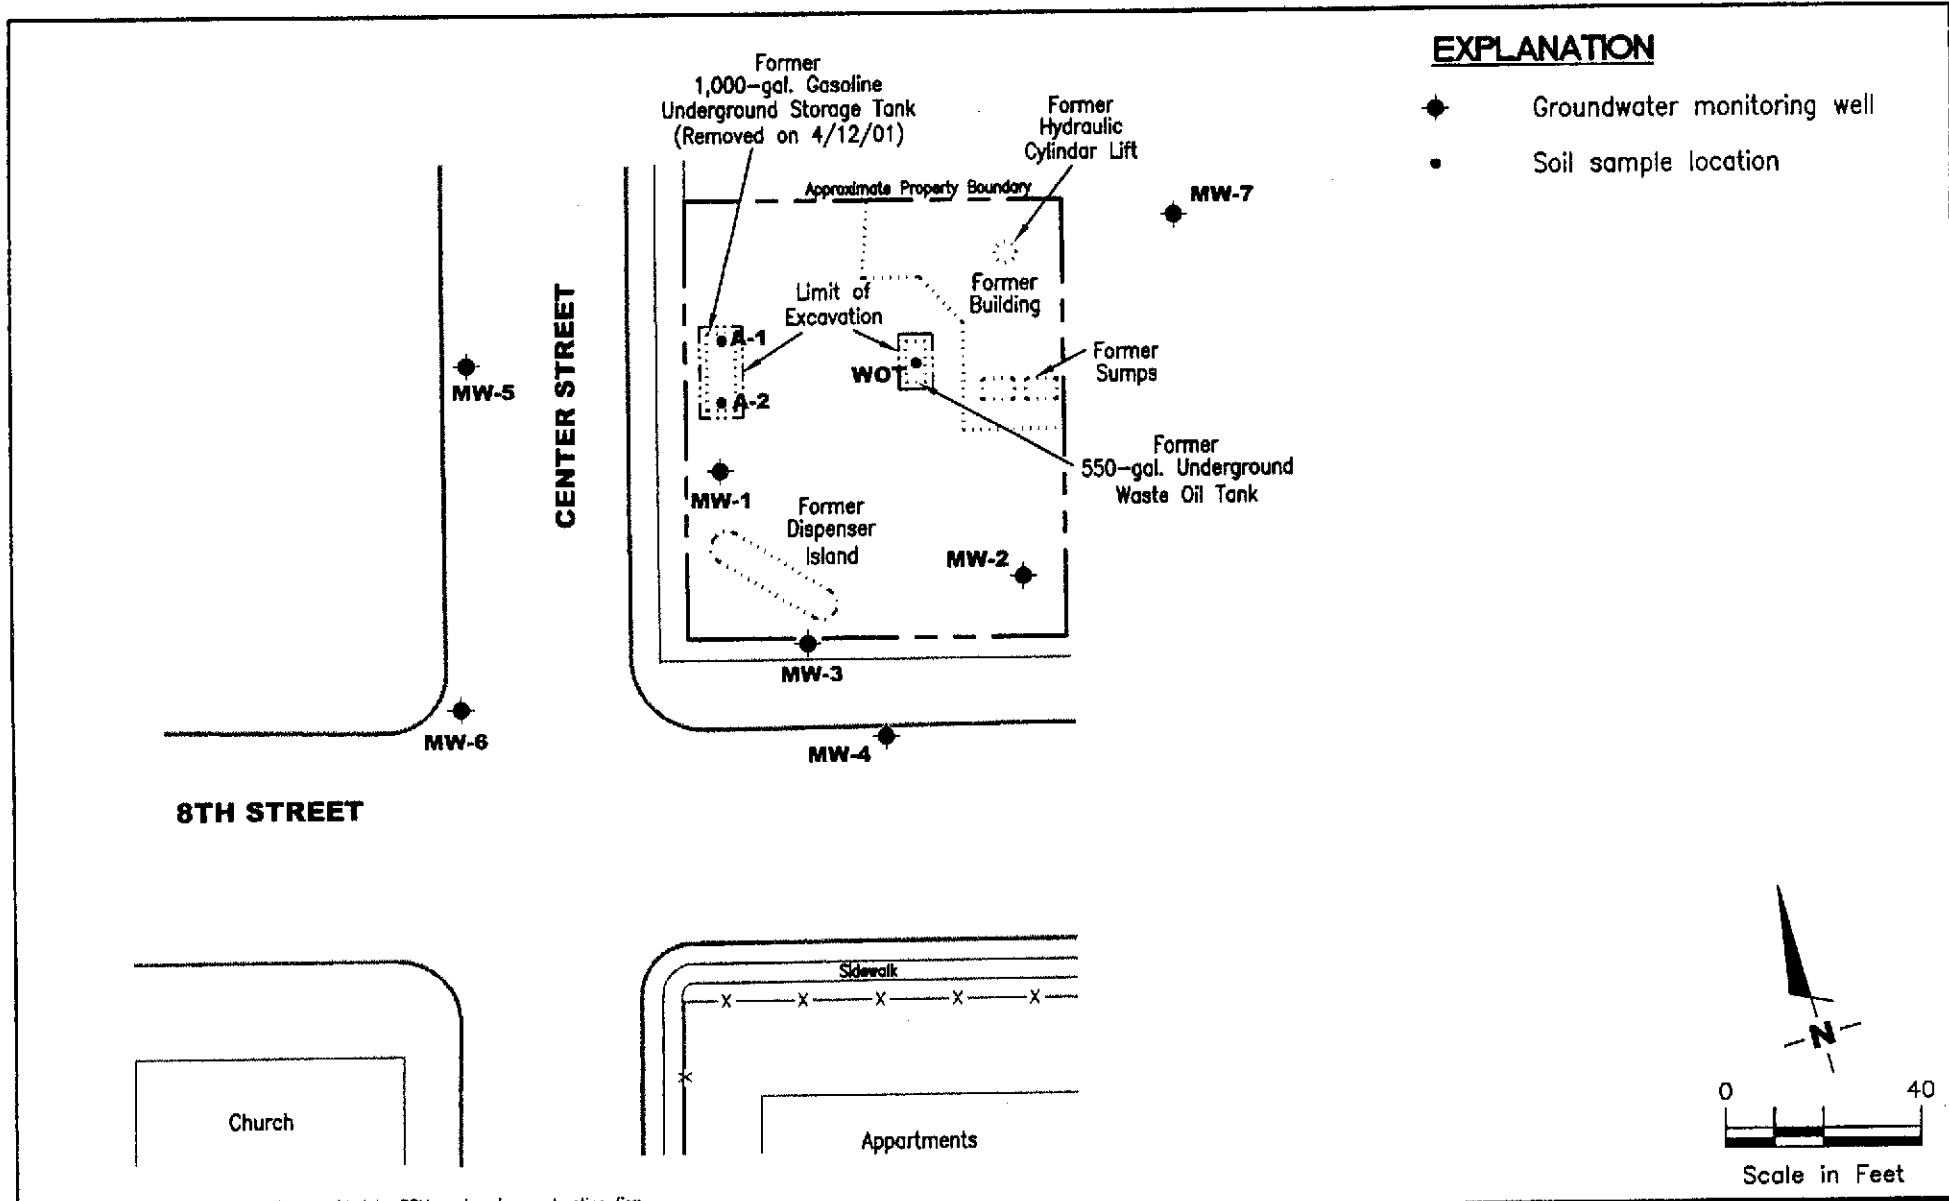 EXPLANATION
Groundwater monitoring well
Soil sample location
Former
1,000-gal. Gasoline
Underground Storage Tank
(Removed on 4/12/01)
Former
Hydraulic
Cylindar Lift
Approximate Property Boundary
MW-7
Limit of
Excavation
Former
Building
A-1
A-2
WOT
Former
Sumps
MW-5
CENTER STREET
MW-1
Former
550-gal. Underground
Waste Oil Tank
Former
Dispenser
Island
MW-2
MW-3
MW-6
MW-4
8TH STREET
Sidewalk
X X X X X
X
Church
Appartments
N
0 40
Scale in Feet